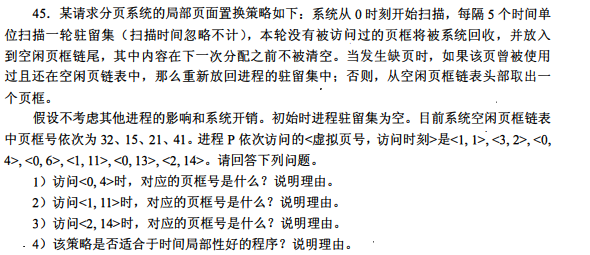 45. 某请求分页系统的局部页面置换策略如下：系统从 0 时刻开始扫描，每隔 5 个时间单
位扫描一轮驻留集（扫描时间忽略不计），本轮没有被访问过的页框将被系统回收，并放入
到空闲页框链尾，其中内容在下一次分配之前不被清空。当发生缺页时，如果该页曾被使用
过且还在空闲页链表中，那么重新放回进程的驻留集中；否则，从空闲页框链表头部取出一
个页框。
假设不考虑其他进程的影响和系统开销。初始时进程驻留集为空。目前系统空闲页框链表
中页框号依次为 32、15、21、41。进程 P 依次访问的<虚拟页号，访问时刻>是<1, 1>、<3, 2>、<0,
4>、<0, 6>、<1, 11>、<0, 13>、<2, 14>。请回答下列问题。
1）访问<0, 4>时，对应的页框号是什么？说明理由。
2）访问<1, 11>时，对应的页框号是什么？说明理由。
3）访问<2, 14>时，对应的页框号是什么？说明理由。
4）该策略是否适合于时间局部性好的程序？说明理由。